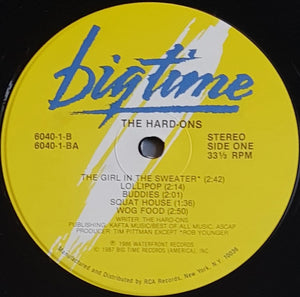 bigtime
THE HARD-ONS
6040-1-B
6040-1-BA
STEREO
SIDE ONE
33⅓ RPM
THE GIRL IN THE SWEATER* (2:42)
LOLLIPOP (2:14)
BUDDIES (2:01)
SQUAT HOUSE (1:36)
WOG FOOD (2:50)
WRITER: THE HARD-ONS
PUBLISHING: KAFTA MUSIC/BEST OF ALL MUSIC, ASCAP
PRODUCER: TIM PITTMAN EXCEPT *ROB YOUNGER
℗ 1986 WATERFRONT RECORDS
© 1987 BIG TIME RECORDS (AMERICA), INC.
Manufactured and Distributed by RCA Records, New York, N.Y. 10036